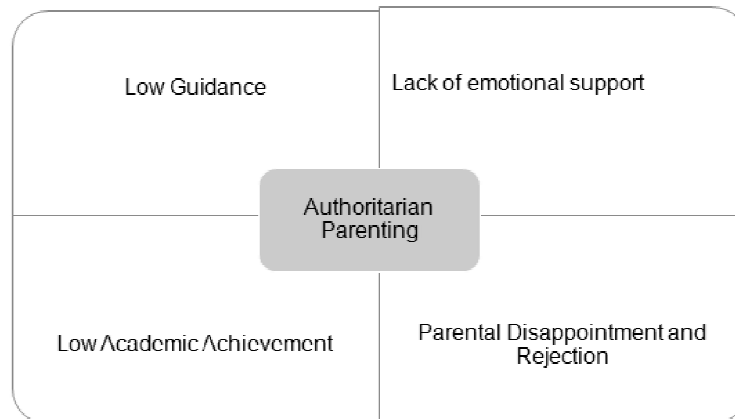 Low Guidance
Lack of emotional support
Authoritarian
Parenting
Low Academic Achievement
Parental Disappointment and
Rejection